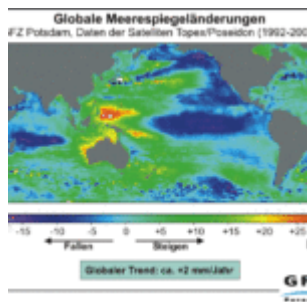 Globale Meerespiegeländerungen
GFZ Potsdam, Daten der Satelliten Topex/Poseidon (1992-200
-15 -10 -5 0 +5 +10 +15 +20 +25
Fallen Steigen
Globaler Trend: ca. +2 mm/Jahr